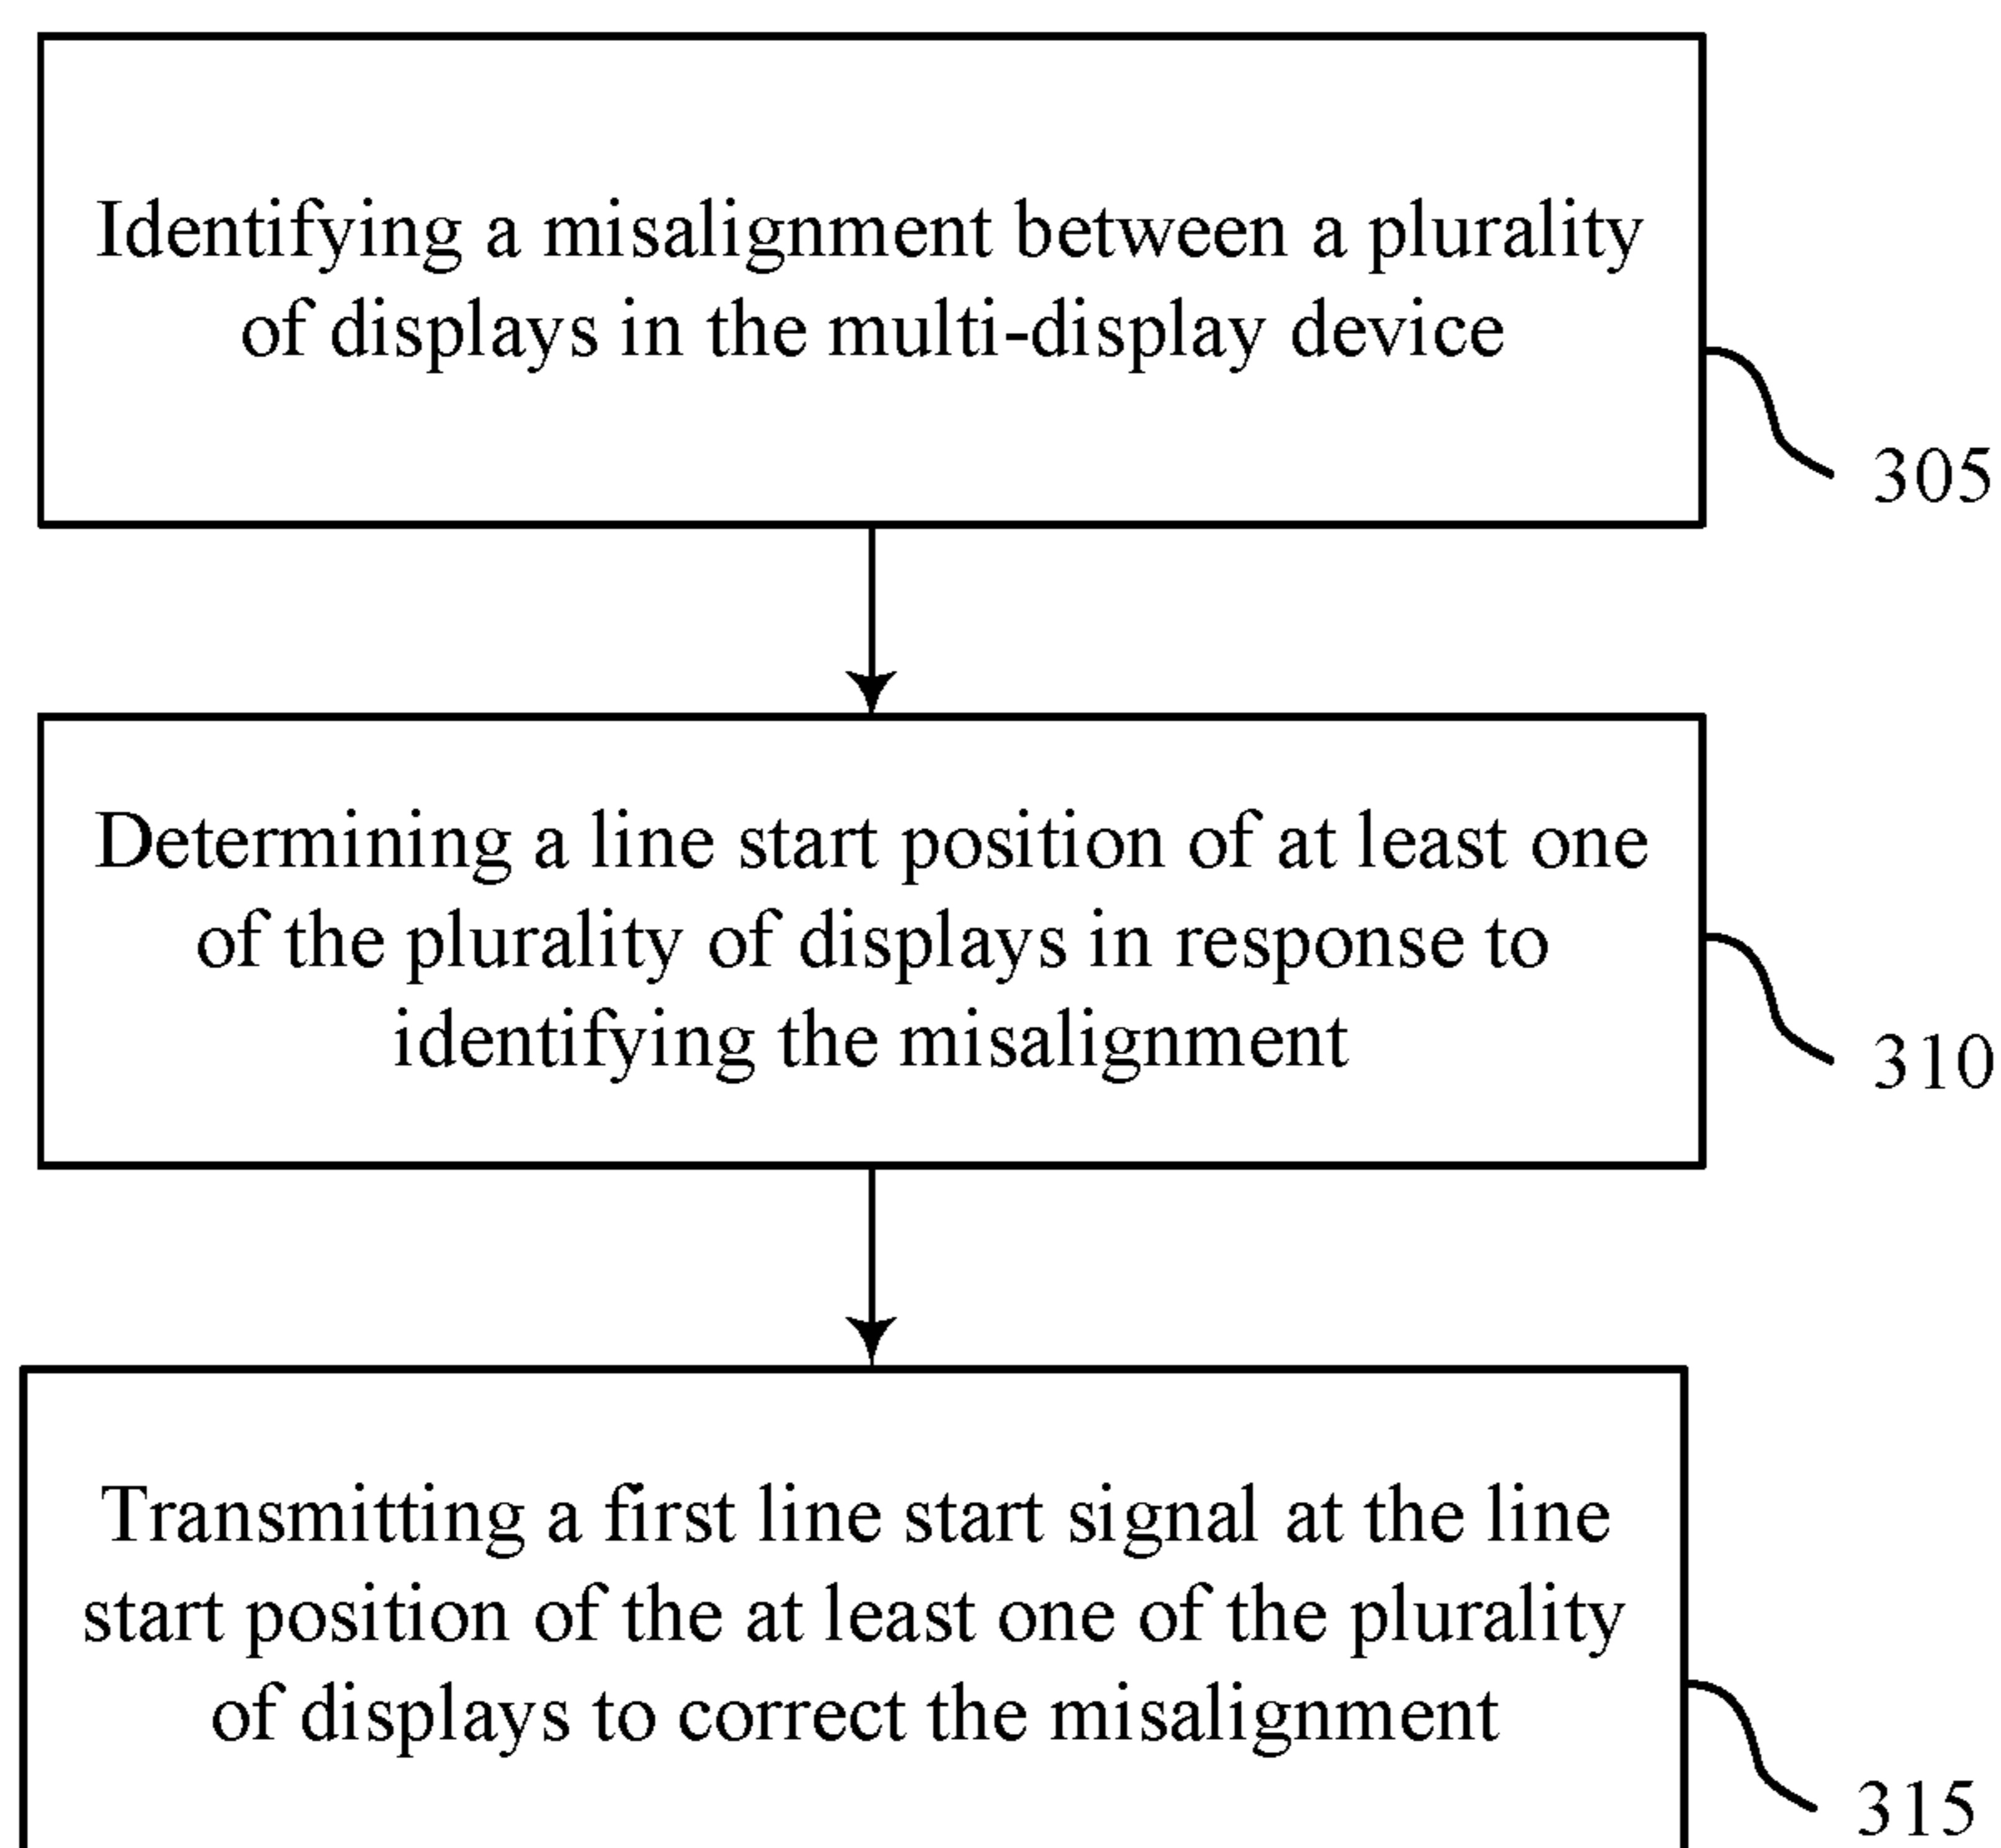 Identifying a misalignment between a plurality
of displays in the multi-display device
305
Determining a line start position of at least one
of the plurality of displays in response to
identifying the misalignment
310
Transmitting a first line start signal at the line
start position of the at least one of the plurality
of displays to correct the misalignment
315